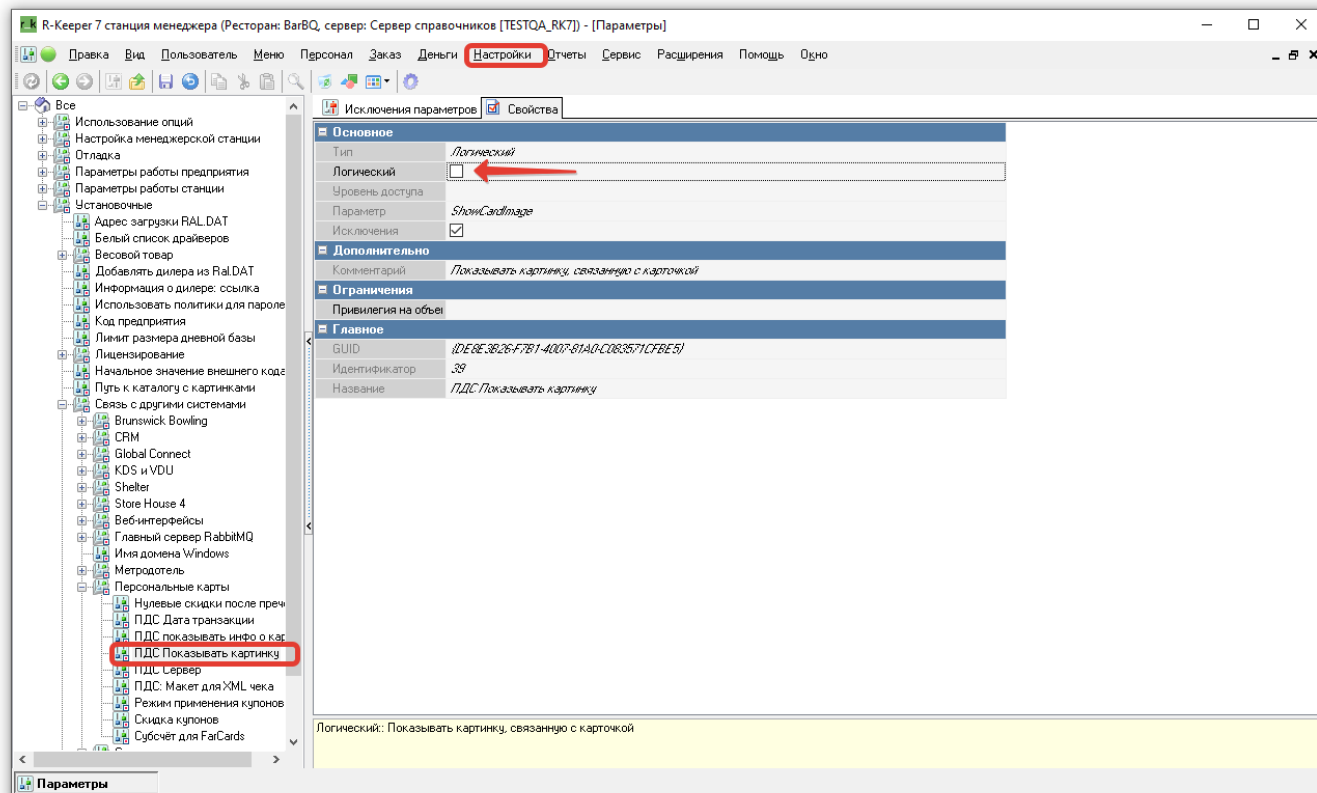 R-Keeper 7 станция менеджера (Ресторан: BarBQ, сервер: Сервер справочников [TESTQA_RK7]) - [Параметры]
Правка Вид Пользователь Меню Персонал Заказ Деньги Настройки Отчеты Сервис Расширения Помощь Окно
Все
Использование опций
Настройка менеджерской станции
Отладка
Параметры работы предприятия
Параметры работы станции
Установочные
Адрес загрузки RAL.DAT
Белый список драйверов
Весовой товар
Добавлять дилера из Ral.DAT
Информация о дилере: ссылка
Использовать политики для пароле
Код предприятия
Лимит размера дневной базы
Лицензирование
Начальное значение внешнего кода
Путь к каталогу с картинками
Связь с другими системами
Brunswick Bowling
CRM
Global Connect
KDS и VDU
Shelter
Store House 4
Веб-интерфейсы
Главный сервер RabbitMQ
Имя домена Windows
Метрдотель
Персональные карты
Нулевые скидки после прече
ПДС Дата транзакции
ПДС показывать инфо о кар
ПДС Показывать картинку
ПДС Сервер
ПДС: Макет для XML чека
Режим применения купонов
Скидка купонов
Субсчёт для FarCards
Исключения параметров Свойства
Основное
Тип Логический
Логический
Уровень доступа
Параметр ShowCardImage
Исключения
Дополнительно
Комментарий Показывать картинку, связанную с карточкой
Ограничения
Привилегия на объе
Главное
GUID {DE8E3B26-F7B1-4007-81A0-C083571CFBE5}
Идентификатор 39
Название ПДС Показывать картинку
Логический:: Показывать картинку, связанную с карточкой
Параметры